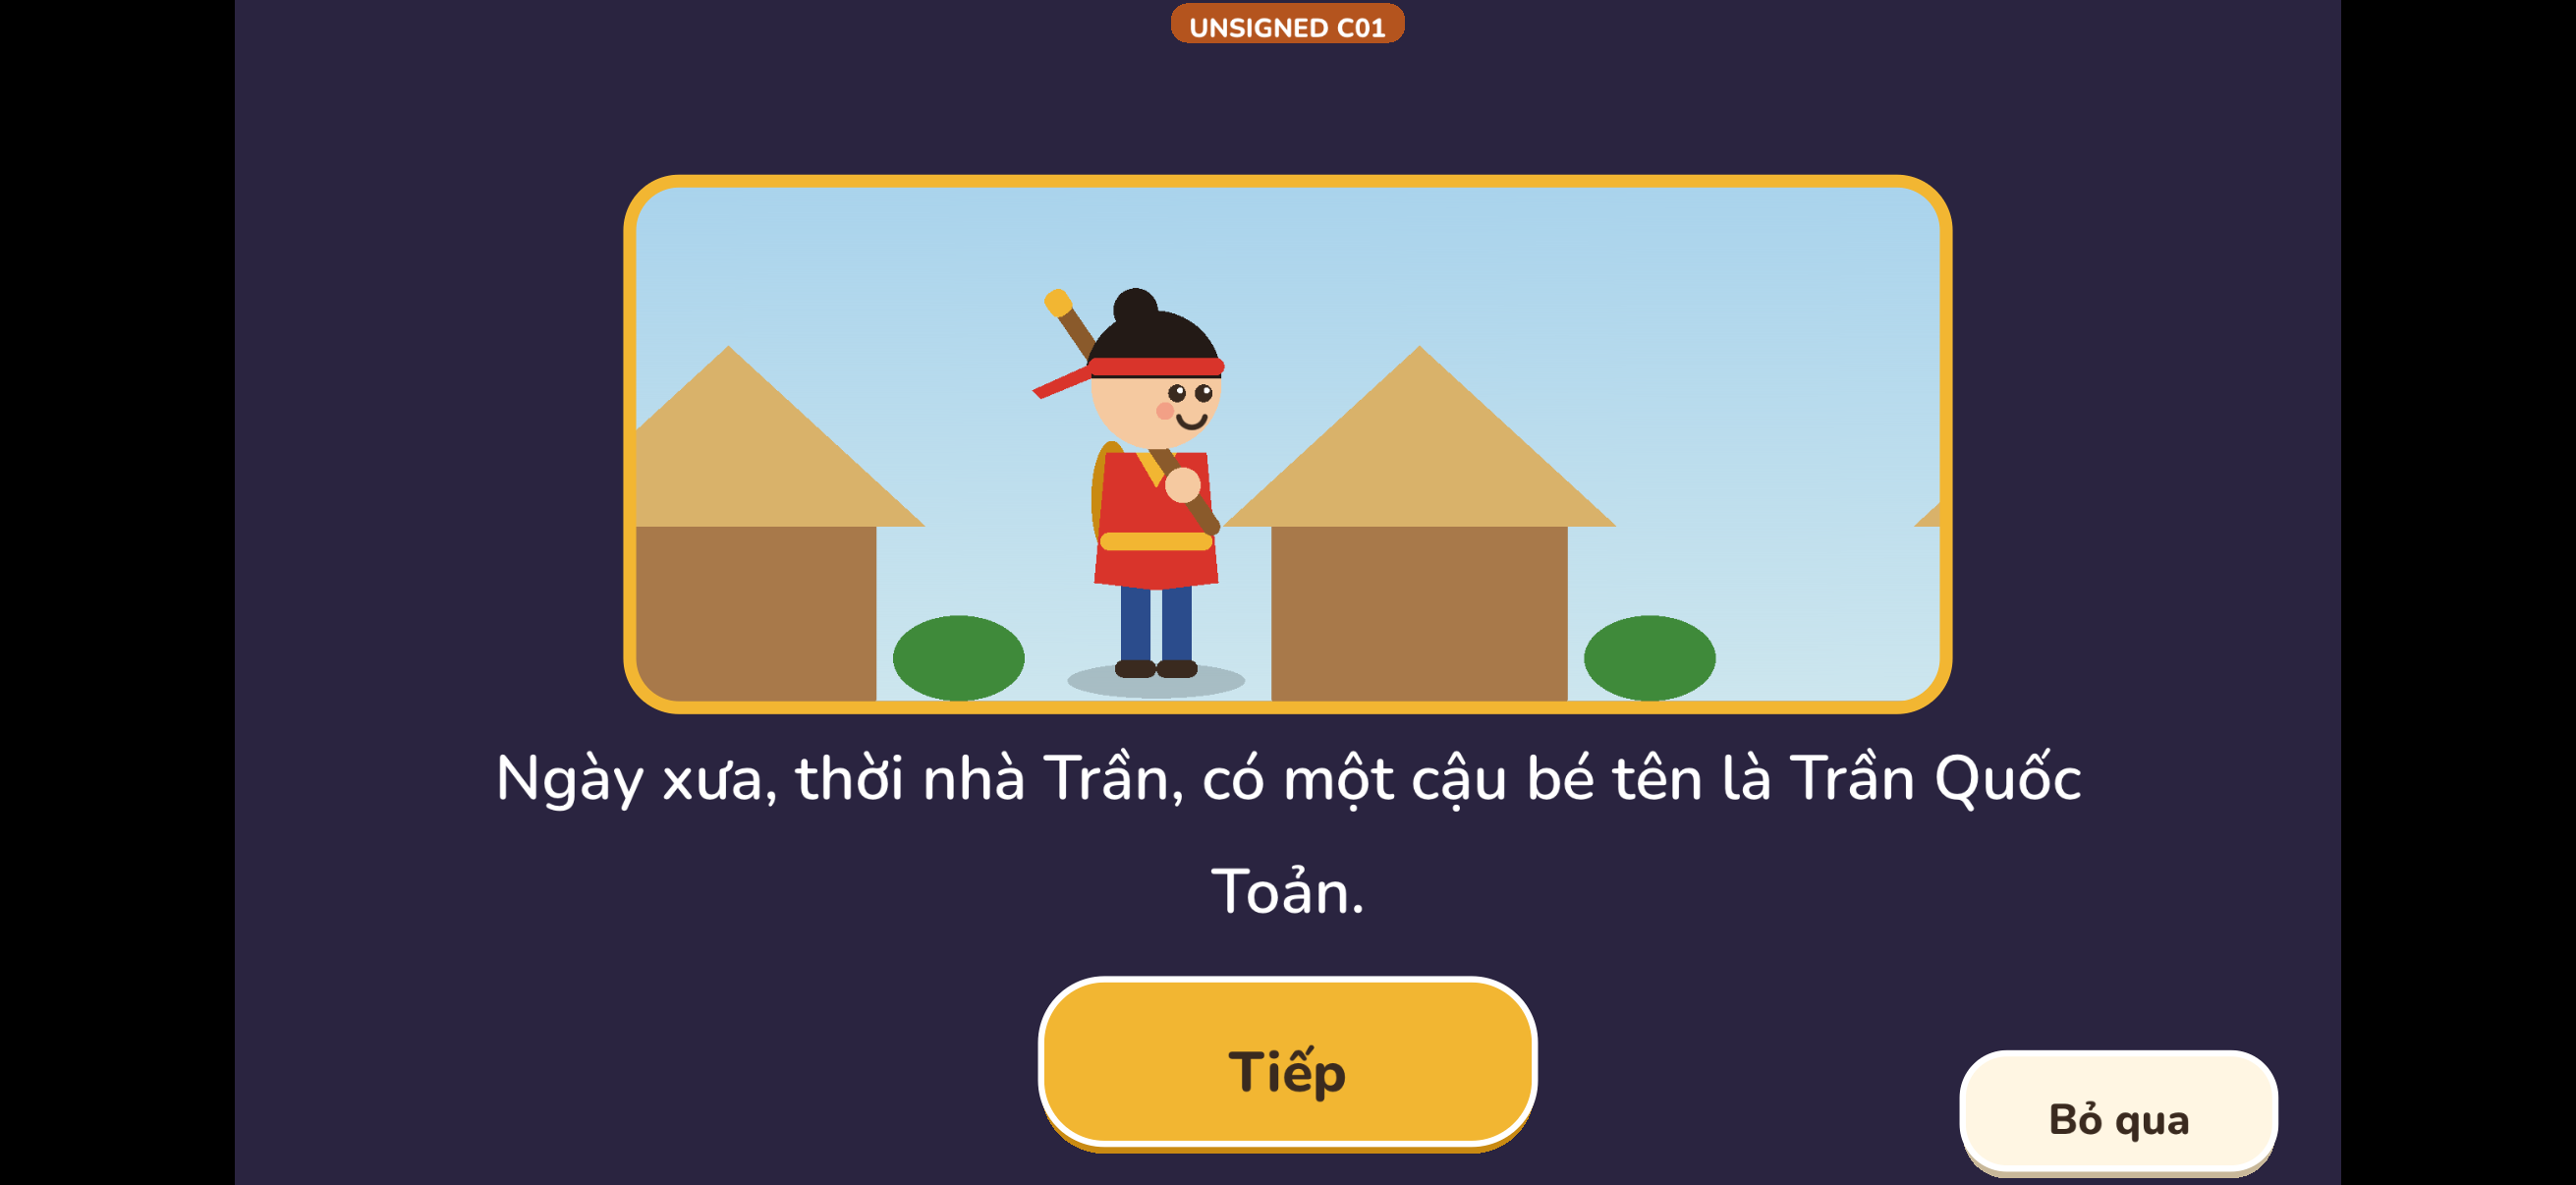 UNSIGNED C01
Ngày xưa, thời nhà Trần, có một cậu bé tên là Trần Quốc
Toản.
Tiếp
Bỏ qua